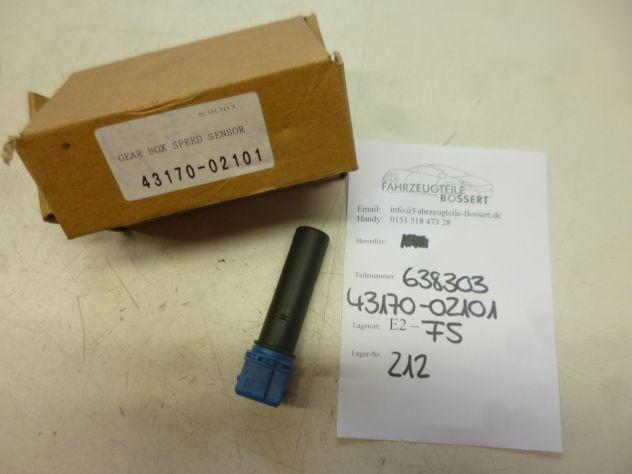 638303
GEAR BOX SPEED SENSOR
43170-02101
FAHRZEUGTEILE
BOSSERT
Email: info@Fahrzeugteile-Bossert.de
Handy: 0151 518 473 28
Hersteller:
Teilenummer: 638303
43170-02101
Lagerort: E2-75
Lager-Nr. 212